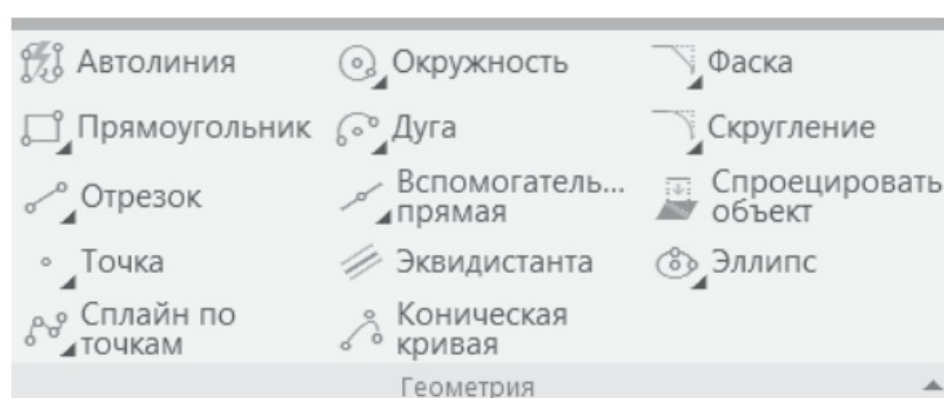 Автолиния
Окружность
Фаска
Прямоугольник
Дуга
Скругление
Отрезок
Вспомогатель...
прямая
Спроецировать
объект
Точка
Эквидистанта
Эллипс
Сплайн по
точкам
Коническая
кривая
Геометрия